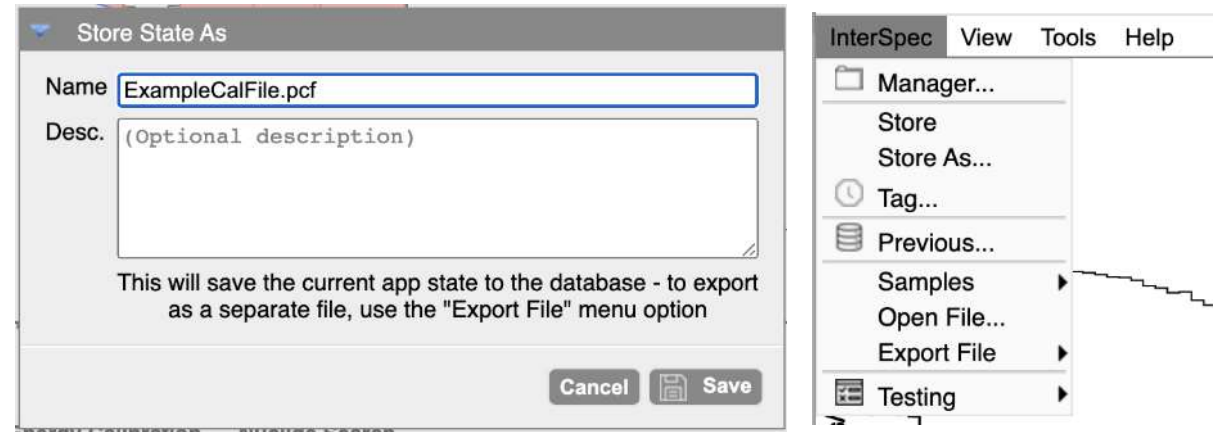 Store State As
Name ExampleCalFile.pcf
Desc. (Optional description)
This will save the current app state to the database - to export
as a separate file, use the "Export File" menu option
Cancel Save
InterSpec View Tools Help
Manager...
Store
Store As...
Tag...
Previous...
Samples
Open File...
Export File
Testing